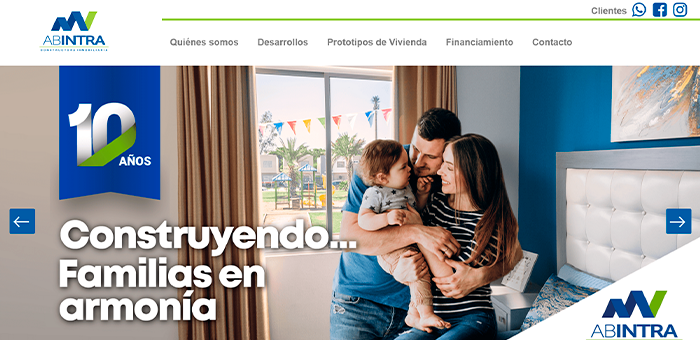 Clientes
ABINTRA
CONSTRUCTORA INMOBILIARIA
Quiénes somos
Desarrollos
Prototipos de Vivienda
Financiamiento
Contacto
10
AÑOS
Construyendo...
Familias en
armonía
ABINTRA